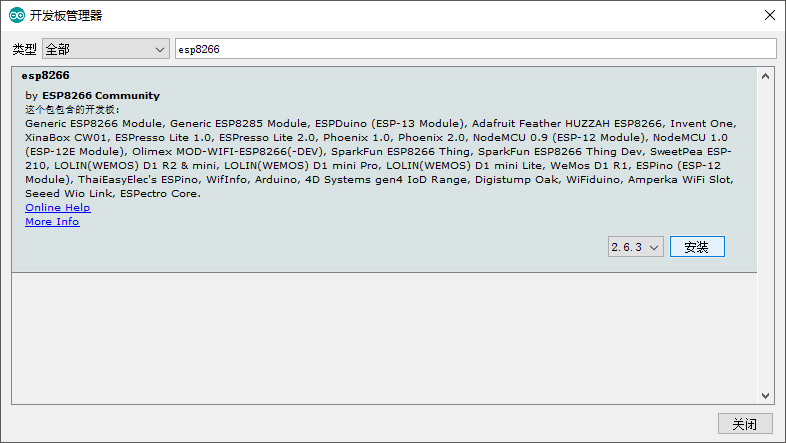 开发板管理器
类型 全部 esp8266
esp8266
by ESP8266 Community
这个包包含的开发板:
Generic ESP8266 Module, Generic ESP8285 Module, ESPDuino (ESP-13 Module), Adafruit Feather HUZZAH ESP8266, Invent One,
XinaBox CW01, ESPresso Lite 1.0, ESPresso Lite 2.0, Phoenix 1.0, Phoenix 2.0, NodeMCU 0.9 (ESP-12 Module), NodeMCU 1.0
(ESP-12E Module), Olimex MOD-WIFI-ESP8266(-DEV), SparkFun ESP8266 Thing, SparkFun ESP8266 Thing Dev, SweetPea ESP-
210, LOLIN(WEMOS) D1 R2 & mini, LOLIN(WEMOS) D1 mini Pro, LOLIN(WEMOS) D1 mini Lite, WeMos D1 R1, ESPino (ESP-12
Module), ThaiEasyElec's ESPino, WifInfo, Arduino, 4D Systems gen4 IoD Range, Digistump Oak, WiFiduino, Amperka WiFi Slot,
Seeed Wio Link, ESPectro Core.
Online Help
More Info
2.6.3 安装
关闭